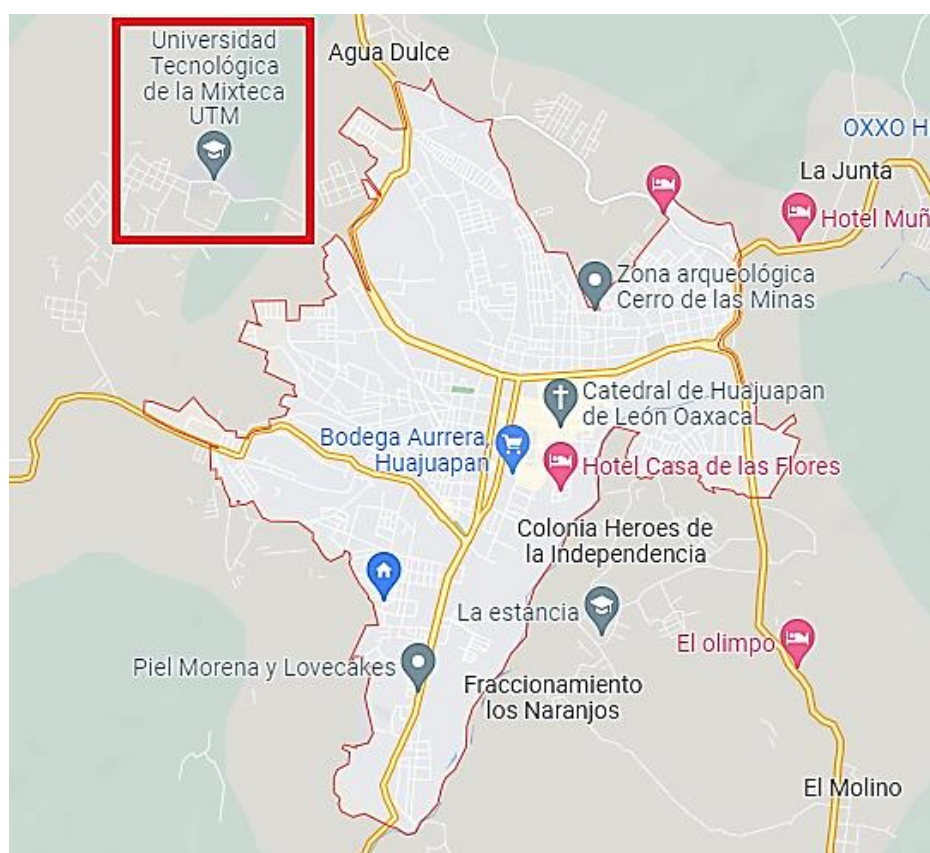 Universidad
Tecnológica
de la Mixteca
UTM
Agua Dulce
OXXO H
La Junta
Hotel Muñ
Zona arqueológica
Cerro de las Minas
Catedral de Huajuapan
de León Oaxaca
Bodega Aurrera,
Huajuapan
Hotel Casa de las Flores
Colonia Heroes de
la Independencia
La estancia
El olimpo
Piel Morena y Lovecakes
Fraccionamiento
los Naranjos
El Molino